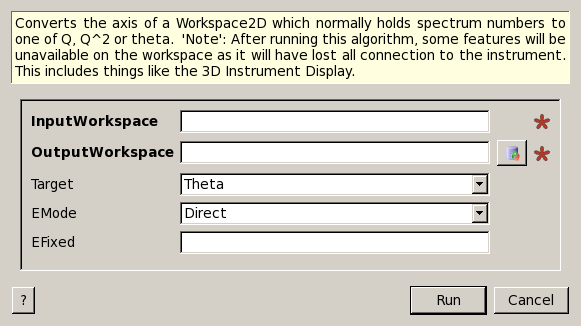 Converts the axis of a Workspace2D which normally holds spectrum numbers to
one of Q, Q^2 or theta. 'Note': After running this algorithm, some features will be
unavailable on the workspace as it will have lost all connection to the instrument.
This includes things like the 3D Instrument Display.
InputWorkspace
OutputWorkspace
Target Theta
EMode Direct
EFixed
? Run Cancel